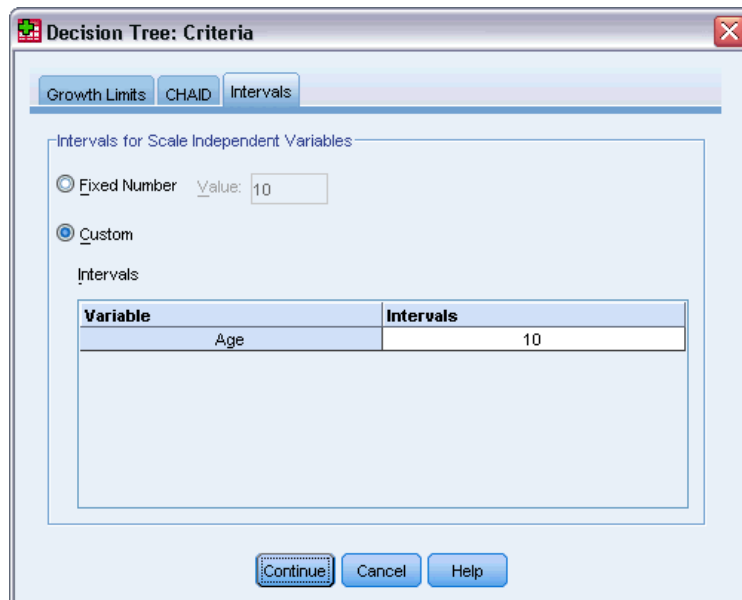 Decision Tree: Criteria
Growth Limits CHAID Intervals
Intervals for Scale Independent Variables
Fixed Number Value: 10
Custom
Intervals
Variable Intervals
Age 10
Continue Cancel Help